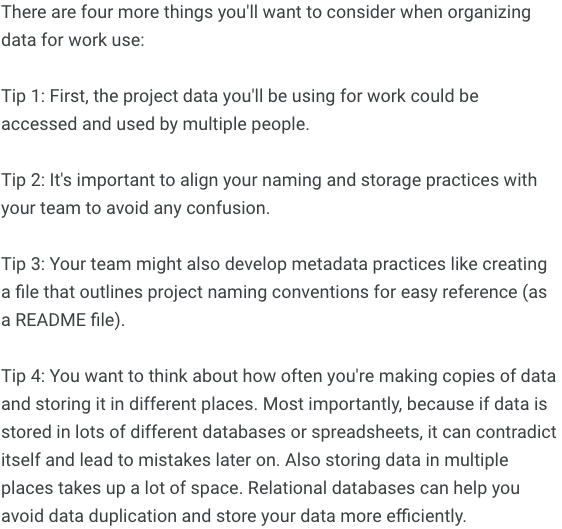 There are four more things you'll want to consider when organizing
data for work use:
Tip 1: First, the project data you'll be using for work could be
accessed and used by multiple people.
Tip 2: It's important to align your naming and storage practices with
your team to avoid any confusion.
Tip 3: Your team might also develop metadata practices like creating
a file that outlines project naming conventions for easy reference (as
a README file).
Tip 4: You want to think about how often you're making copies of data
and storing it in different places. Most importantly, because if data is
stored in lots of different databases or spreadsheets, it can contradict
itself and lead to mistakes later on. Also storing data in multiple
places takes up a lot of space. Relational databases can help you
avoid data duplication and store your data more efficiently.